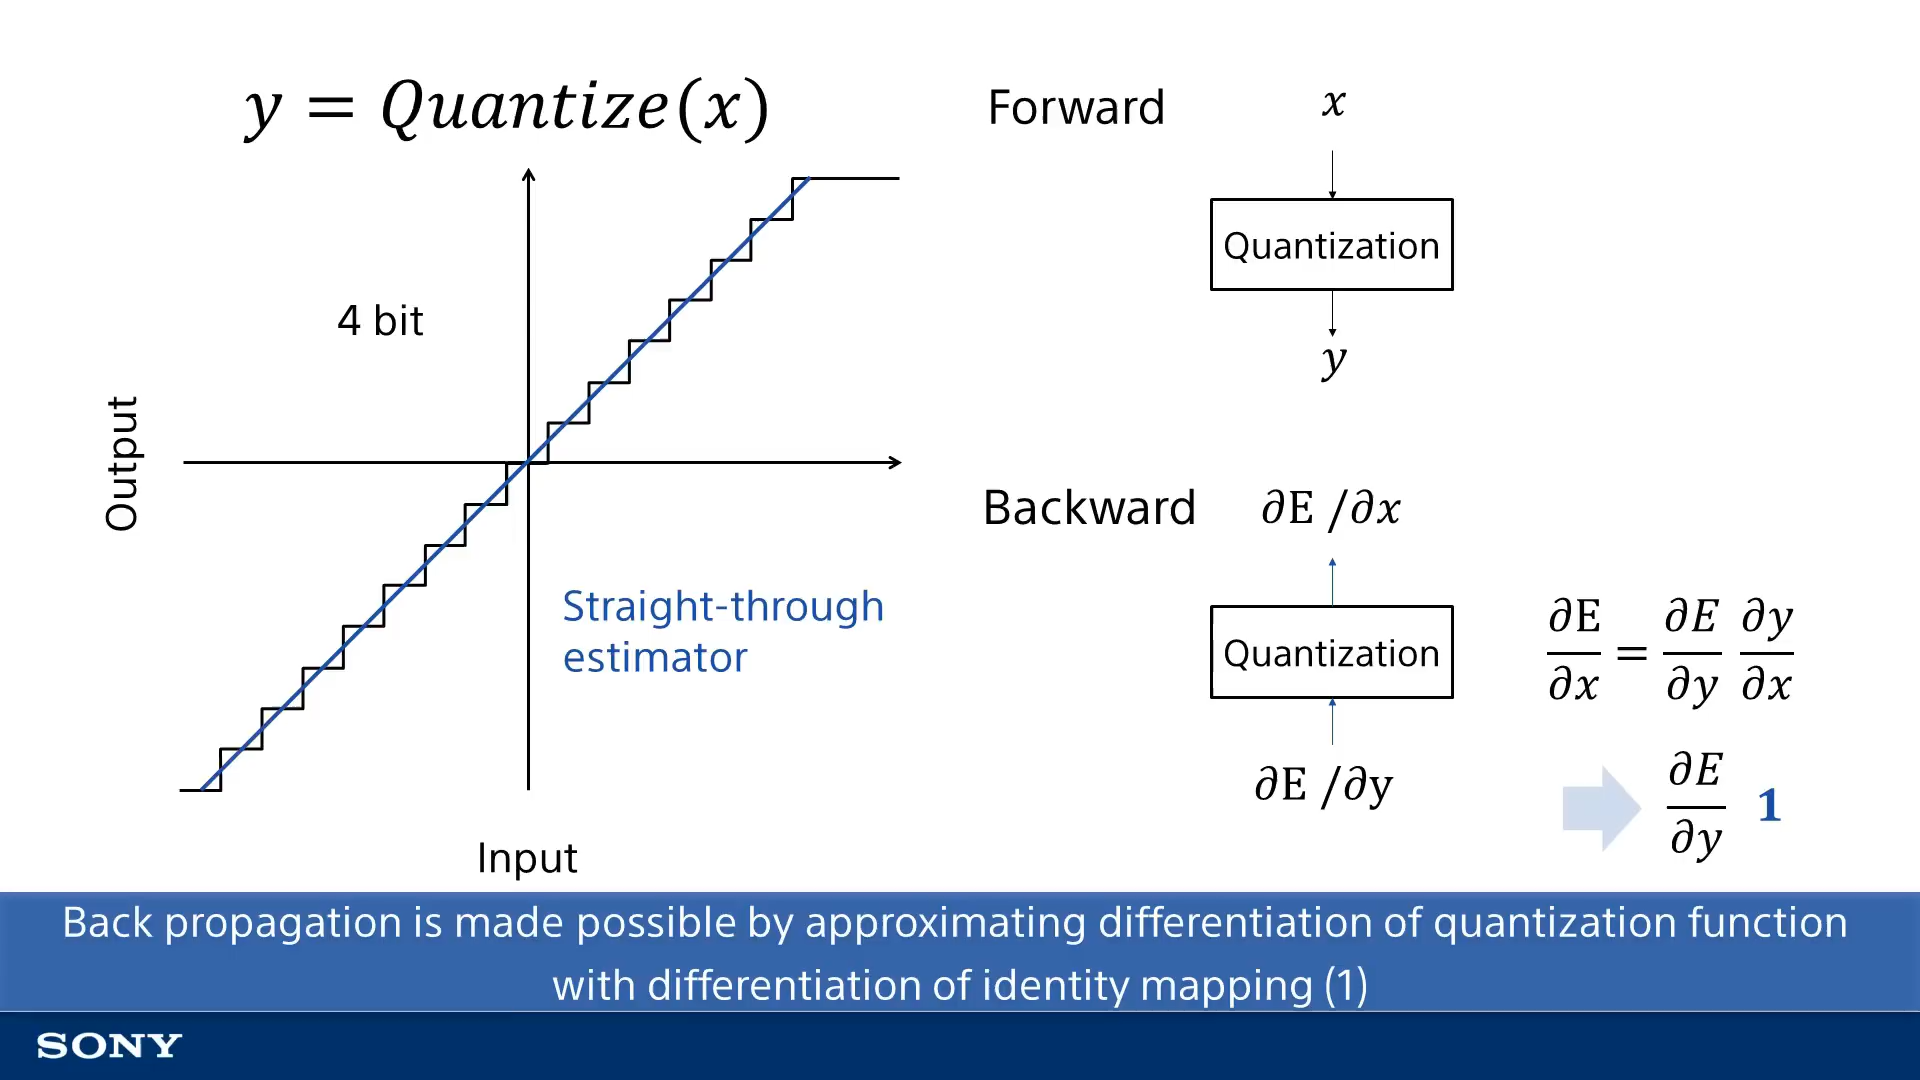 y = Quantize(x)
4 bit
Output
Input
Straight-through
estimator
Forward
x
Quantization
y
Backward
∂E /∂x
Quantization
∂E /∂y
∂E/∂x = ∂E/∂y ∂y/∂x
∂E/∂y 1
Back propagation is made possible by approximating differentiation of quantization function
with differentiation of identity mapping (1)
SONY